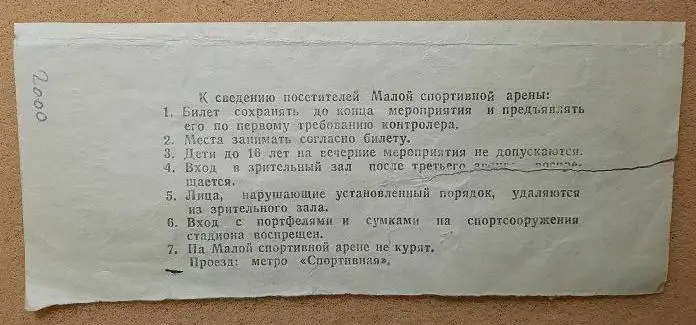 2000
К сведению посетителей Малой спортивной арены:
1. Билет сохранять до конца мероприятия и предъявлять
его по первому требованию контролера.
2. Места занимать согласно билету.
3. Дети до 16 лет на вечерние мероприятия не допускаются.
4. Вход в зрительный зал после третьего
щается.
5. Лица, нарушающие установленный порядок, удаляются
из зрительного зала.
6. Вход с портфелями и сумками на спортсооружения
стадиона воспрещен.
7. На Малой спортивной арене не курят.
Проезд: метро «Спортивная».